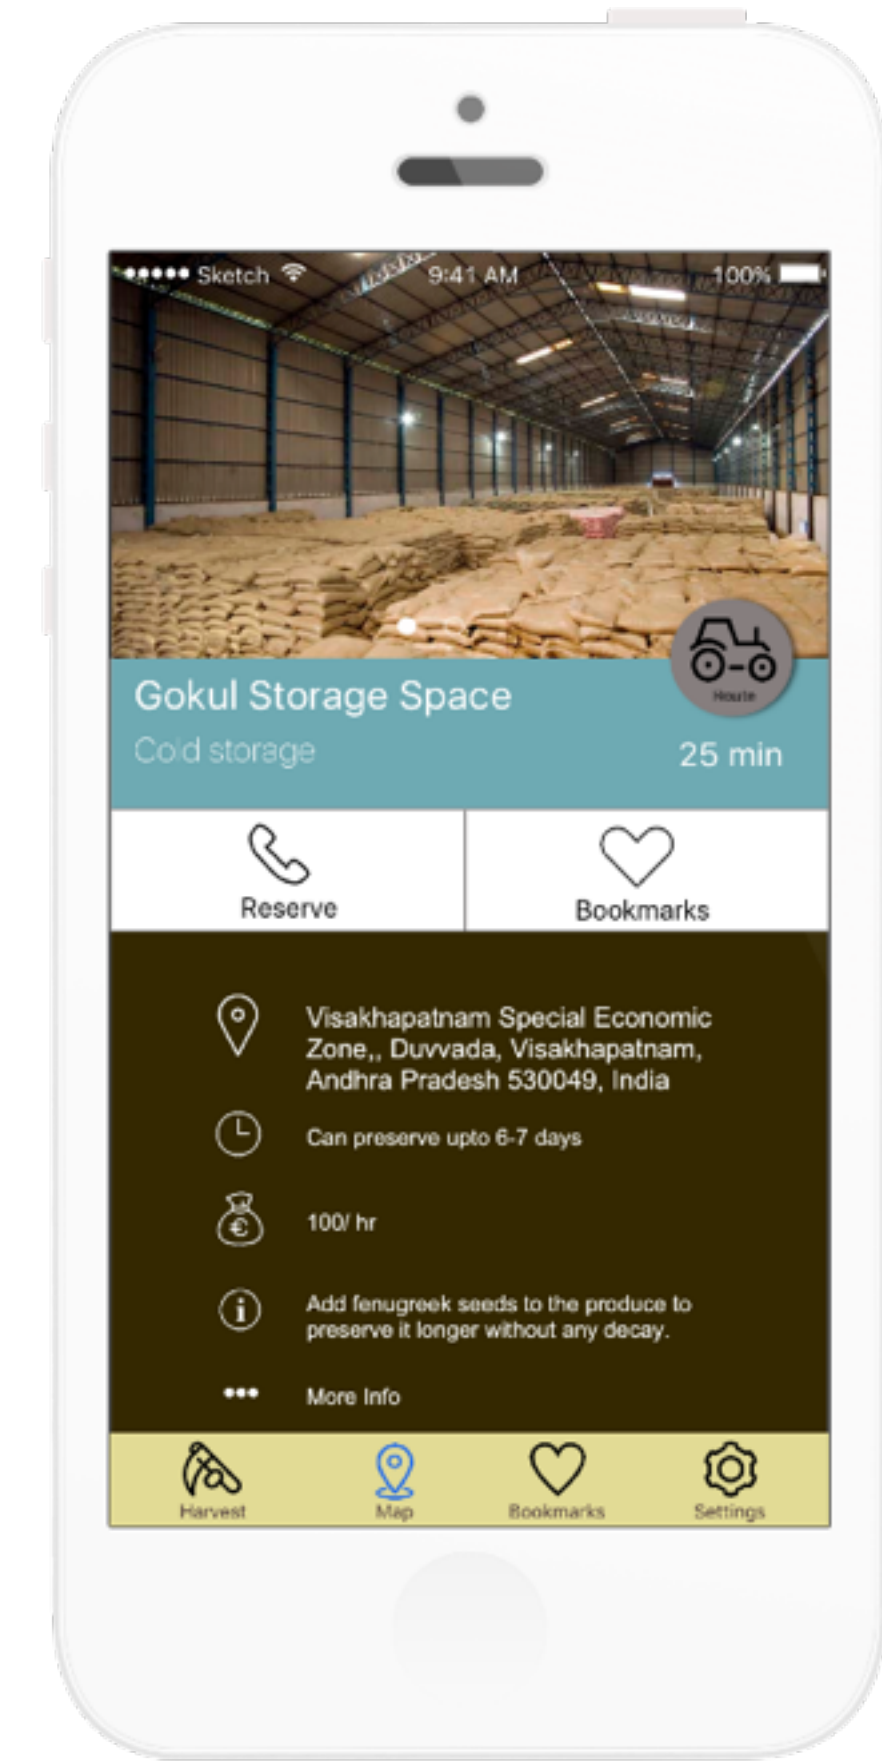 Sketch 9:41 AM 100%
Route
Gokul Storage Space
Cold storage
25 min
Reserve
Bookmarks
Visakhapatnam Special Economic
Zone,, Duvvada, Visakhapatnam,
Andhra Pradesh 530049, India
Can preserve upto 6-7 days
€
100/ hr
i
Add fenugreek seeds to the produce to
preserve it longer without any decay.
More Info
Harvest
Map
Bookmarks
Settings